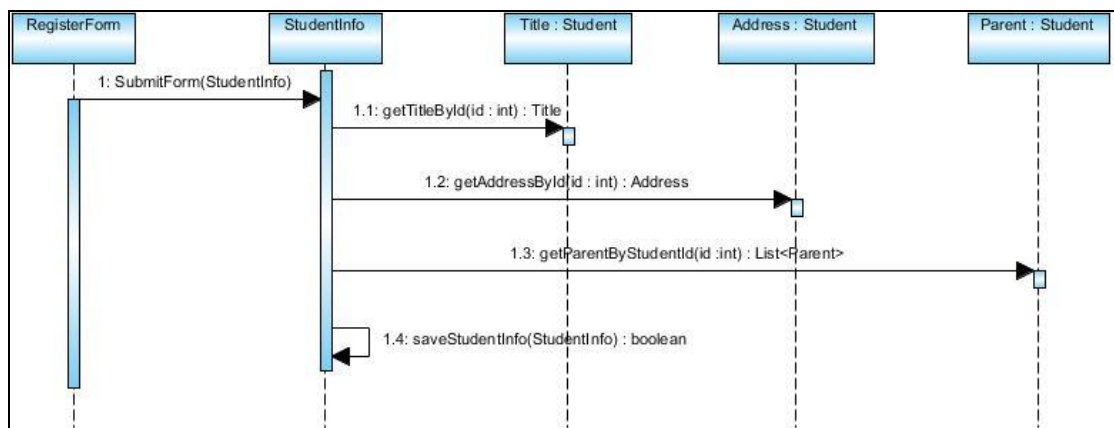 RegisterForm
StudentInfo
Title : Student
Address : Student
Parent : Student
1: SubmitForm(StudentInfo)
1.1: getTitleById(id : int) : Title
1.2: getAddressById(id : int) : Address
1.3: getParentByStudentId(id :int) : List<Parent>
1.4: saveStudentInfo(StudentInfo) : boolean